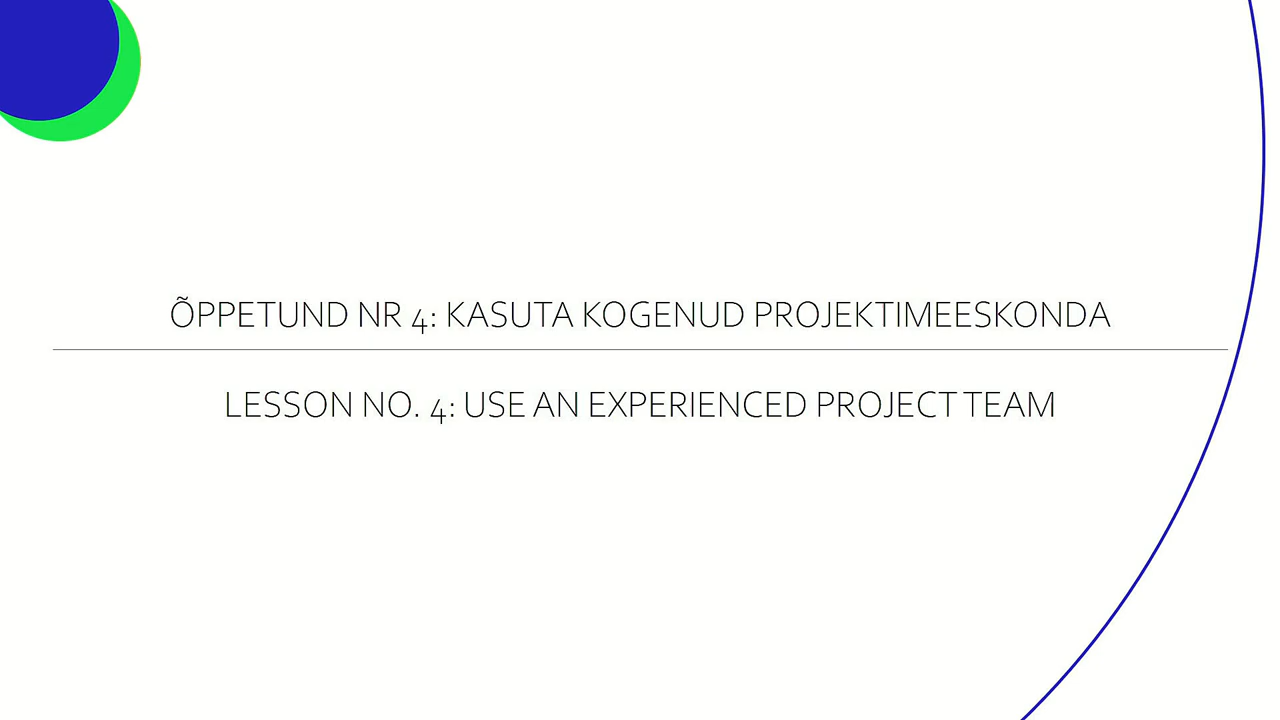 ÕPPETUND NR 4: KASUTA KOGENUD PROJEKTIMEESKONDA
LESSON NO. 4: USE AN EXPERIENCED PROJECT TEAM